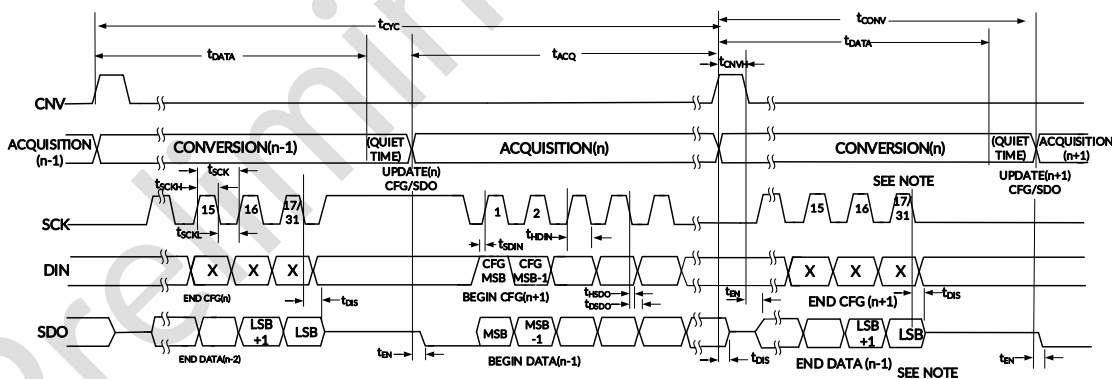 tCYC
tCONV
tDATA
tACQ
tDATA
tCNVH
CNV
ACQUISITION
(n-1)
CONVERSION(n-1)
(QUIET
TIME)
ACQUISITION(n)
CONVERSION(n)
(QUIET
TIME)
ACQUISITION
(n+1)
UPDATE(n)
CFG/SDO
UPDATE(n+1)
CFG/SDO
SEE NOTE
tSCK
tSCKH
tSCKL
SCK
15
16
17/
31
1
2
15
16
17/
31
tSDIN
tHDIN
DIN
X
X
X
CFG
MSB
CFG
MSB-1
X
X
X
END CFG(n)
tDIS
BEGIN CFG(n+1)
tHSDO
tDSDO
tEN
END CFG (n+1)
tDIS
SDO
LSB
+1
LSB
MSB
MSB
-1
LSB
+1
LSB
END DATA(n-2)
tEN
BEGIN DATA(n-1)
tDIS
END DATA (n-1)
tEN
SEE NOTE
Prelimin